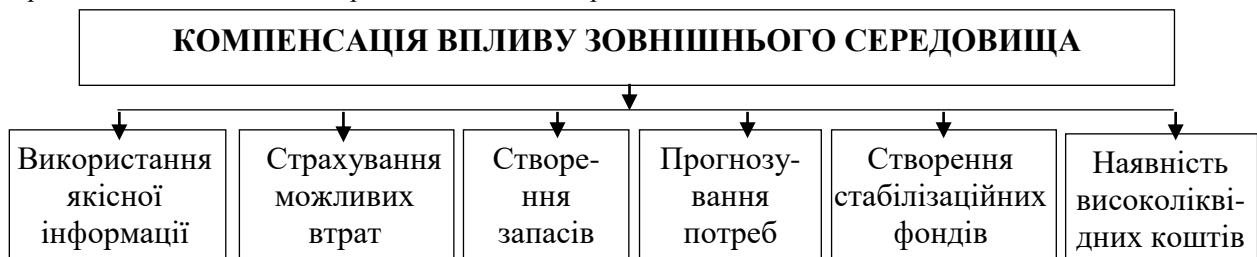 КОМПЕНСАЦІЯ ВПЛИВУ ЗОВНІШНЬОГО СЕРЕДОВИЩА
Використання
якісної
інформації
Страхування
можливих
втрат
Створе-
ння
запасів
Прогнозу-
вання
потреб
Створення
стабілізаційних
фондів
Наявність
високолікві-
дних коштів